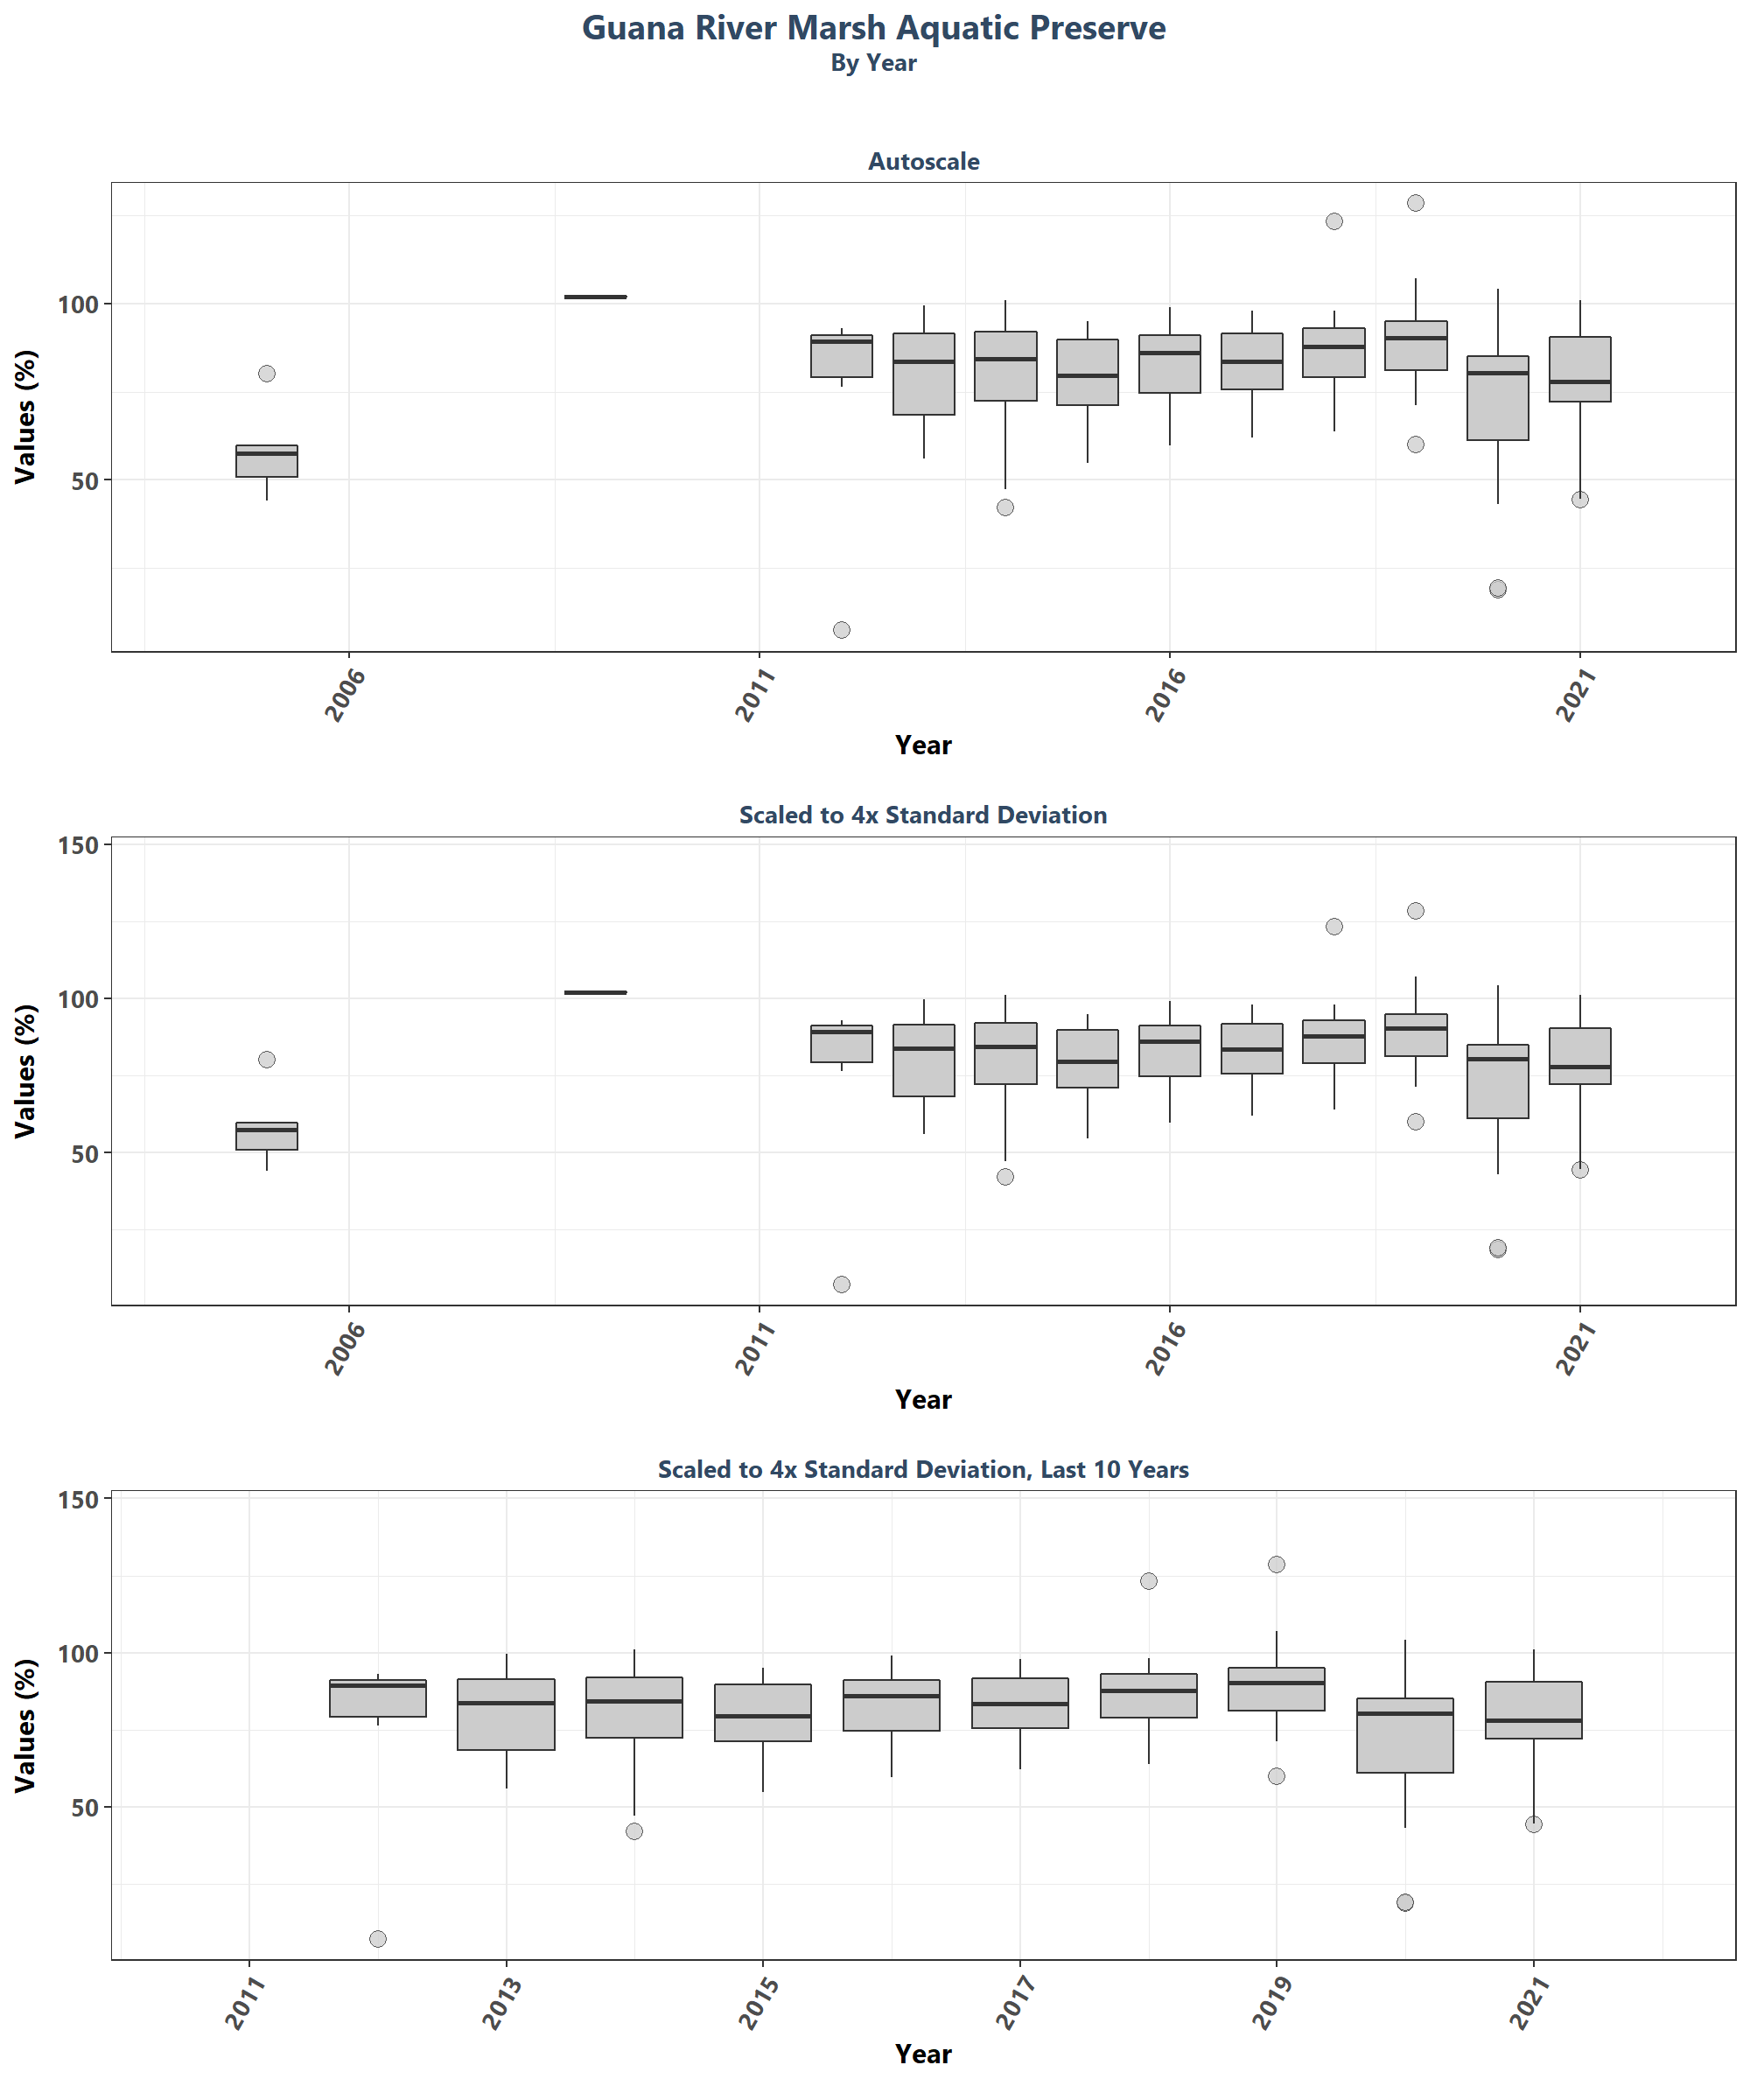 Guana River Marsh Aquatic Preserve
By Year
Autoscale
Values (%)
100
50
2006
2011
2016
2021
Year
Scaled to 4x Standard Deviation
Values (%)
150
100
50
2006
2011
2016
2021
Year
Scaled to 4x Standard Deviation, Last 10 Years
Values (%)
150
100
50
2011
2013
2015
2017
2019
2021
Year